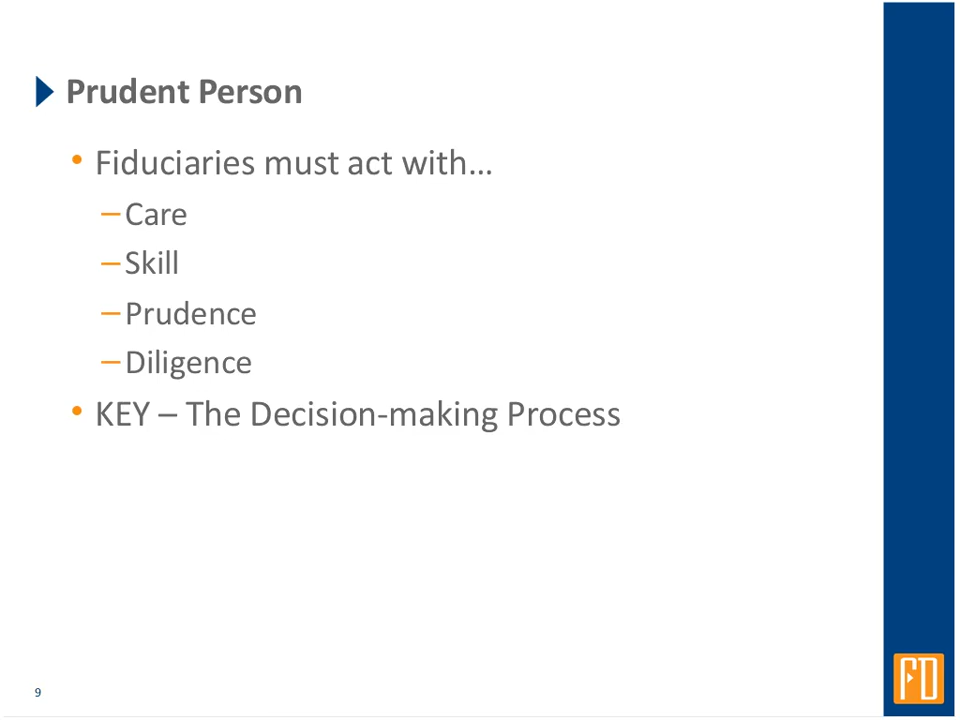 Prudent Person
• Fiduciaries must act with…
–Care
–Skill
–Prudence
–Diligence
• KEY – The Decision-making Process
9
FD